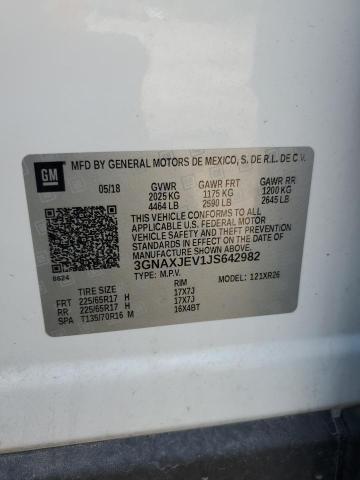 GM
MFD BY GENERAL MOTORS DE MEXICO, S. DE R.L. DE C.V.
05/18 GVWR GAWR FRT GAWR RR
2025 KG 1175 KG 1200 KG
4464 LB 2590 LB 2645 LB
THIS VEHICLE CONFORMS TO ALL
APPLICABLE U.S. FEDERAL MOTOR
VEHICLE SAFETY AND THEFT
PREVENTION STANDARDS IN EFFECT
ON THE DATE OF MANUFACTURE
SHOWN ABOVE.
3GNAXJEV1JS642982
6624
TYPE: M.P.V. MODEL: 121XR26
TIRE SIZE RIM
FRT 225/65R17 H 17X7J
RR 225/65R17 H 17X7J
SPA T135/70R16 M 16X4BT